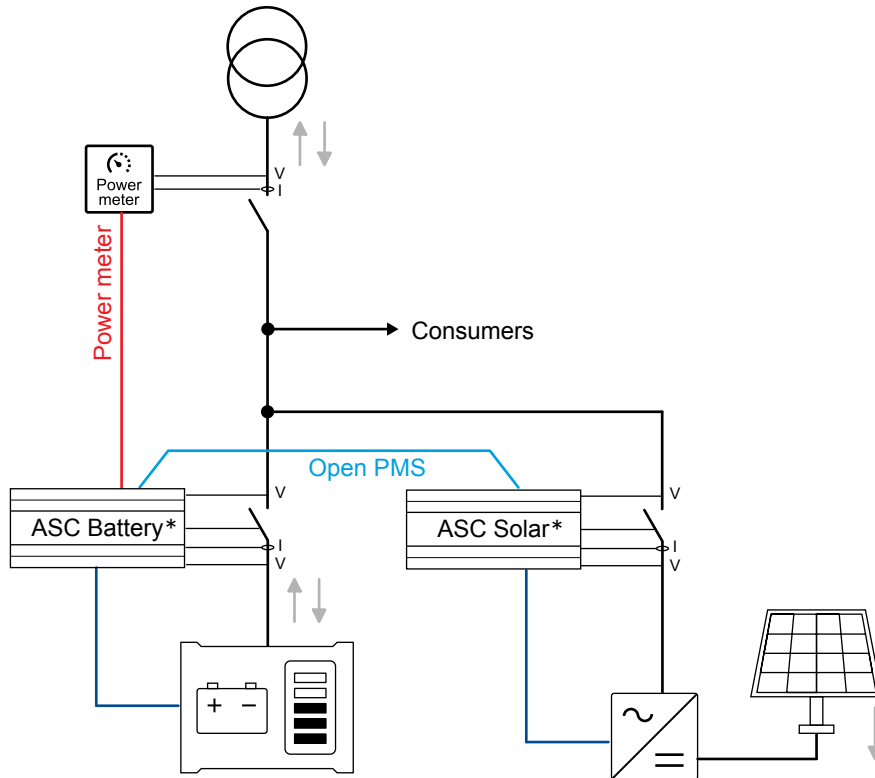 V
I
Power
meter
Power meter
Consumers
Open PMS
V
V
ASC Battery*
ASC Solar*
I
I
V
V
+ −